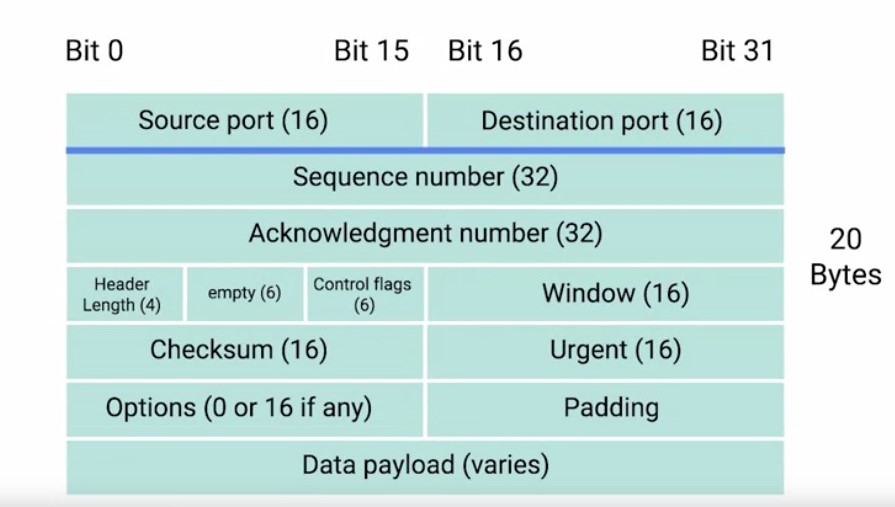 Bit 0 Bit 15 Bit 16 Bit 31
Source port (16) Destination port (16)
Sequence number (32)
Acknowledgment number (32)
20
Bytes
Header
Length (4)
empty (6)
Control flags
(6)
Window (16)
Checksum (16) Urgent (16)
Options (0 or 16 if any) Padding
Data payload (varies)